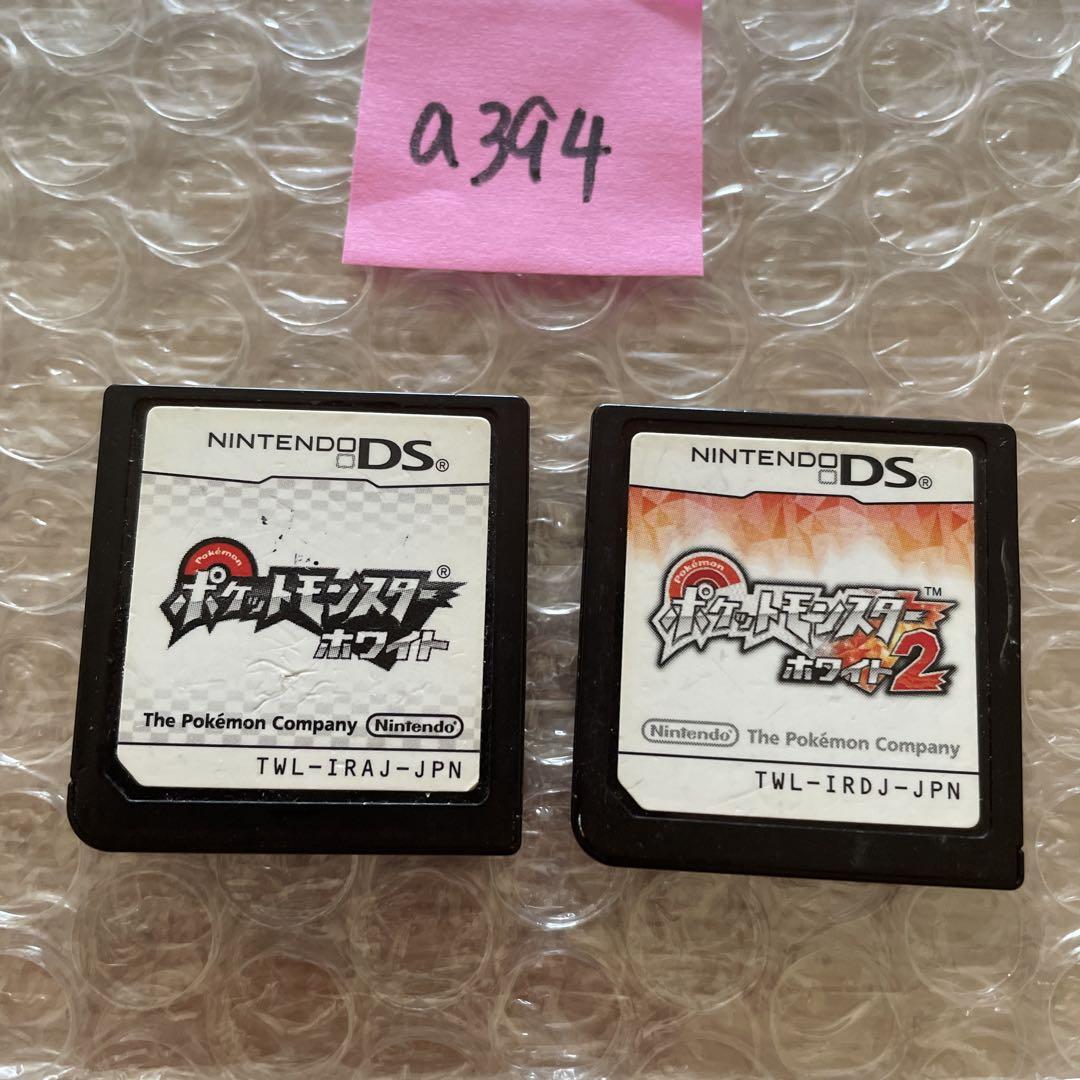 a394
NINTENDO DS®
Pokémon
ポケットモンスター®
ホワイト
The Pokémon Company Nintendo®
TWL-IRAJ-JPN
NINTENDO DS®
Pokémon
ポケットモンスター™
ホワイト2
Nintendo® The Pokémon Company
TWL-IRDJ-JPN